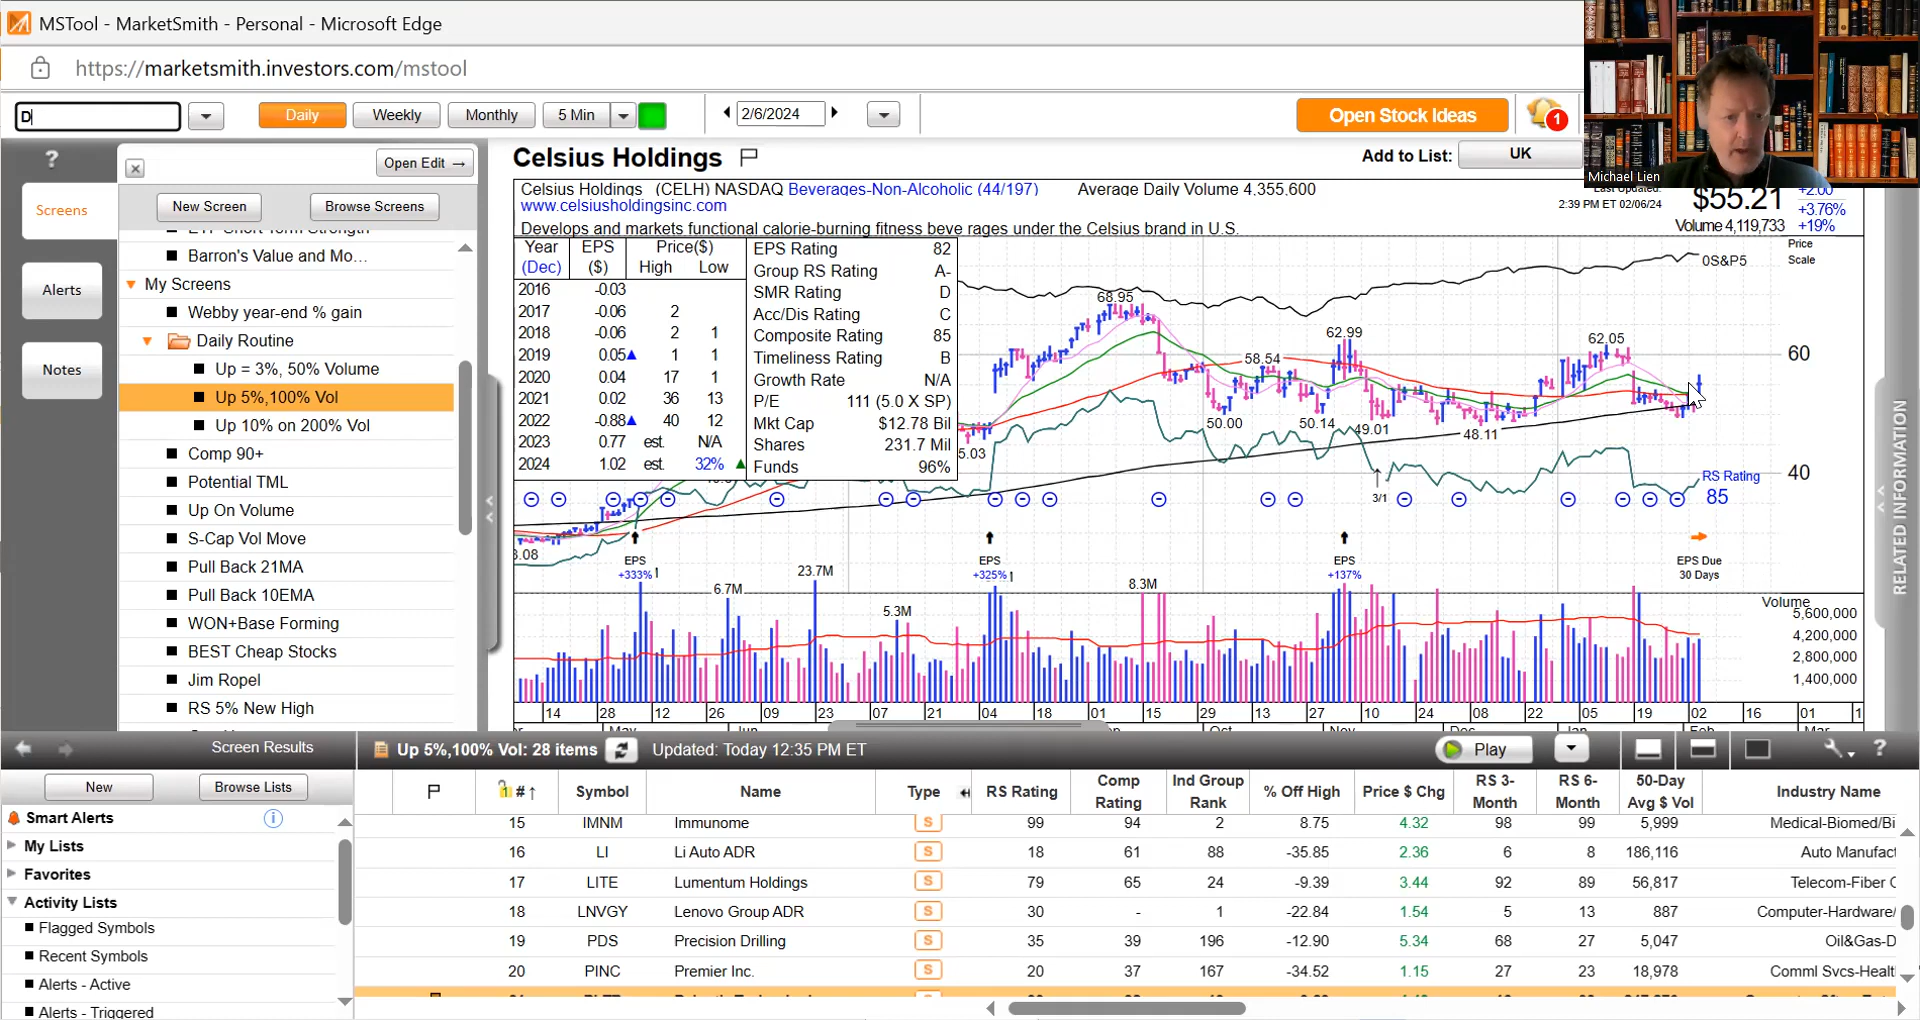 MSTool - MarketSmith - Personal - Microsoft Edge
https://marketsmith.investors.com/mstool
D
Daily
Weekly
Monthly
5 Min
2/6/2024
Open Stock Ideas
1
Michael Lien
?
Open Edit →
New Screen
Browse Screens
Screens
Alerts
Notes
Barron's Value and Mo...
My Screens
Webby year-end % gain
Daily Routine
Up = 3%, 50% Volume
Up 5%,100% Vol
Up 10% on 200% Vol
Comp 90+
Potential TML
Up On Volume
S-Cap Vol Move
Pull Back 21MA
Pull Back 10EMA
WON+Base Forming
BEST Cheap Stocks
Jim Ropel
RS 5% New High
Celsius Holdings
Add to List:
UK
Celsius Holdings (CELH) NASDAQ Beverages-Non-Alcoholic (44/197) Average Daily Volume 4,355,600
www.celsiusholdingsinc.com
Develops and markets functional calorie-burning fitness beve rages under the Celsius brand in U.S.
Last Updated:
2:39 PM ET 02/06/24
$55.21
+2.00
+3.76%
Volume 4,119,733
+19%
Year EPS Price($)
(Dec) ($) High Low
2016 -0.03
2017 -0.06 2
2018 -0.06 2 1
2019 0.05 1 1
2020 0.04 17 1
2021 0.02 36 13
2022 -0.88 40 12
2023 0.77 est. N/A
2024 1.02 est. 32%
EPS Rating 82
Group RS Rating A-
SMR Rating D
Acc/Dis Rating C
Composite Rating 85
Timeliness Rating B
Growth Rate N/A
P/E 111 (5.0 X SP)
Mkt Cap $12.78 Bil
Shares 231.7 Mil
Funds 96%
Price
Scale
0S&P5
68.95
62.99
58.54
62.05
60
50.00
50.14
49.01
48.11
5.03
40
RS Rating
85
3/1
3.08
EPS
+333%
EPS
+325%
EPS
+137%
EPS Due
30 Days
6.7M
23.7M
5.3M
8.3M
Volume
5,600,000
4,200,000
2,800,000
1,400,000
14 28 12 26 09 23 07 21 04 18 01 15 29 13 27 10 24 08 22 05 19 02 16 01
RELATED INFORMATION
Screen Results
Up 5%,100% Vol: 28 items
Updated: Today 12:35 PM ET
Play
?
New
Browse Lists
Smart Alerts
My Lists
Favorites
Activity Lists
Flagged Symbols
Recent Symbols
Alerts - Active
Alerts - Triggered
# Symbol Name Type RS Rating Comp Rating Ind Group Rank % Off High Price $ Chg RS 3-Month RS 6-Month 50-Day Avg $ Vol Industry Name
15 IMNM Immunome S 99 94 2 8.75 4.32 98 99 5,999 Medical-Biomed/Bi
16 LI Li Auto ADR S 18 61 88 -35.85 2.36 6 8 186,116 Auto Manufact
17 LITE Lumentum Holdings S 79 65 24 -9.39 3.44 92 89 56,817 Telecom-Fiber C
18 LNVGY Lenovo Group ADR S 30 - 1 -22.84 1.54 5 13 887 Computer-Hardware/
19 PDS Precision Drilling S 35 39 196 -12.90 5.34 68 27 5,047 Oil&Gas-D
20 PINC Premier Inc. S 20 37 167 -34.52 1.15 27 23 18,978 Comml Svcs-Healt